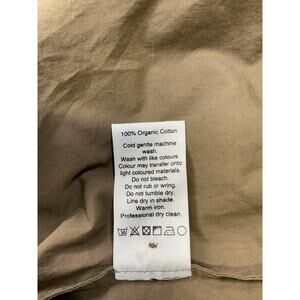 100% Organic Cotton
Cold gentle machine
wash.
Wash with like colours.
Colour may transfer onto
light coloured materials.
Do not bleach.
Do not rub or wring.
Do not tumble dry.
Line dry in shade.
Warm iron.
Professional dry clean.